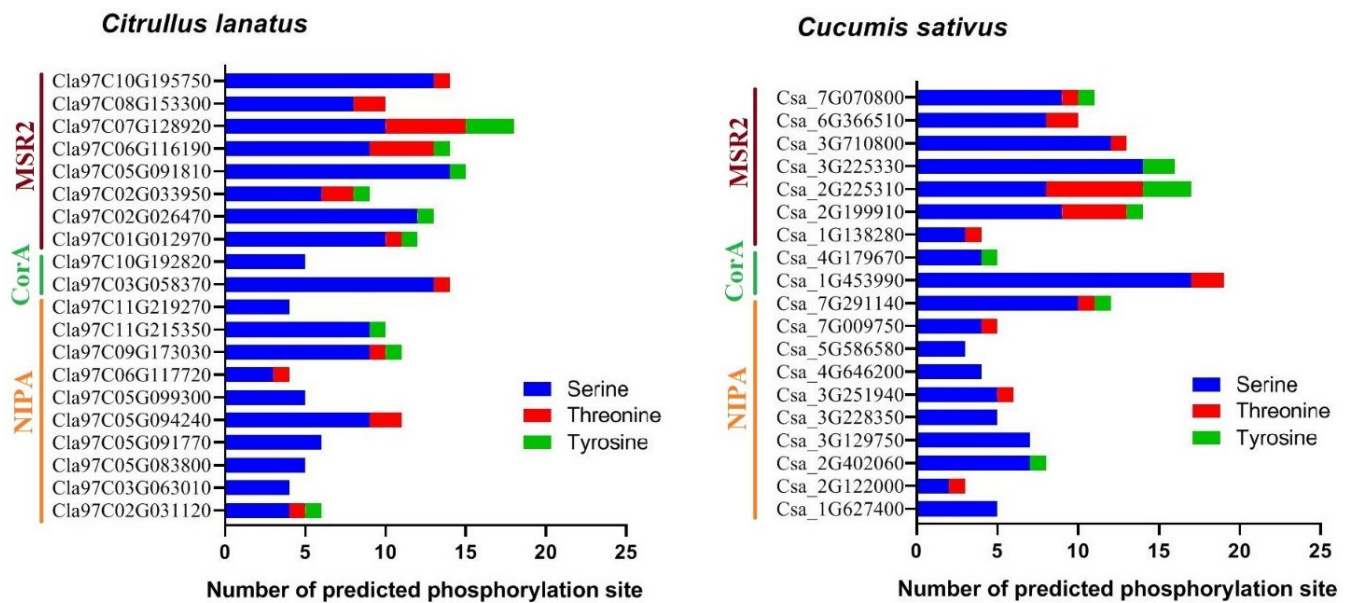 Citrullus lanatus
Cla97C10G195750
Cla97C08G153300
Cla97C07G128920
Cla97C06G116190
Cla97C05G091810
Cla97C02G033950
Cla97C02G026470
Cla97C01G012970
Cla97C10G192820
Cla97C03G058370
Cla97C11G219270
Cla97C11G215350
Cla97C09G173030
Cla97C06G117720
Cla97C05G099300
Cla97C05G094240
Cla97C05G091770
Cla97C05G083800
Cla97C03G063010
Cla97C02G031120
MSR2
CorA
NIPA
Serine
Threonine
Tyrosine
0 5 10 15 20 25
Number of predicted phosphorylation site
Cucumis sativus
Csa_7G070800
Csa_6G366510
Csa_3G710800
Csa_3G225330
Csa_2G225310
Csa_2G199910
Csa_1G138280
Csa_4G179670
Csa_1G453990
Csa_7G291140
Csa_7G009750
Csa_5G586580
Csa_4G646200
Csa_3G251940
Csa_3G228350
Csa_3G129750
Csa_2G402060
Csa_2G122000
Csa_1G627400
MSR2
CorA
NIPA
Serine
Threonine
Tyrosine
0 5 10 15 20 25
Number of predicted phosphorylation site